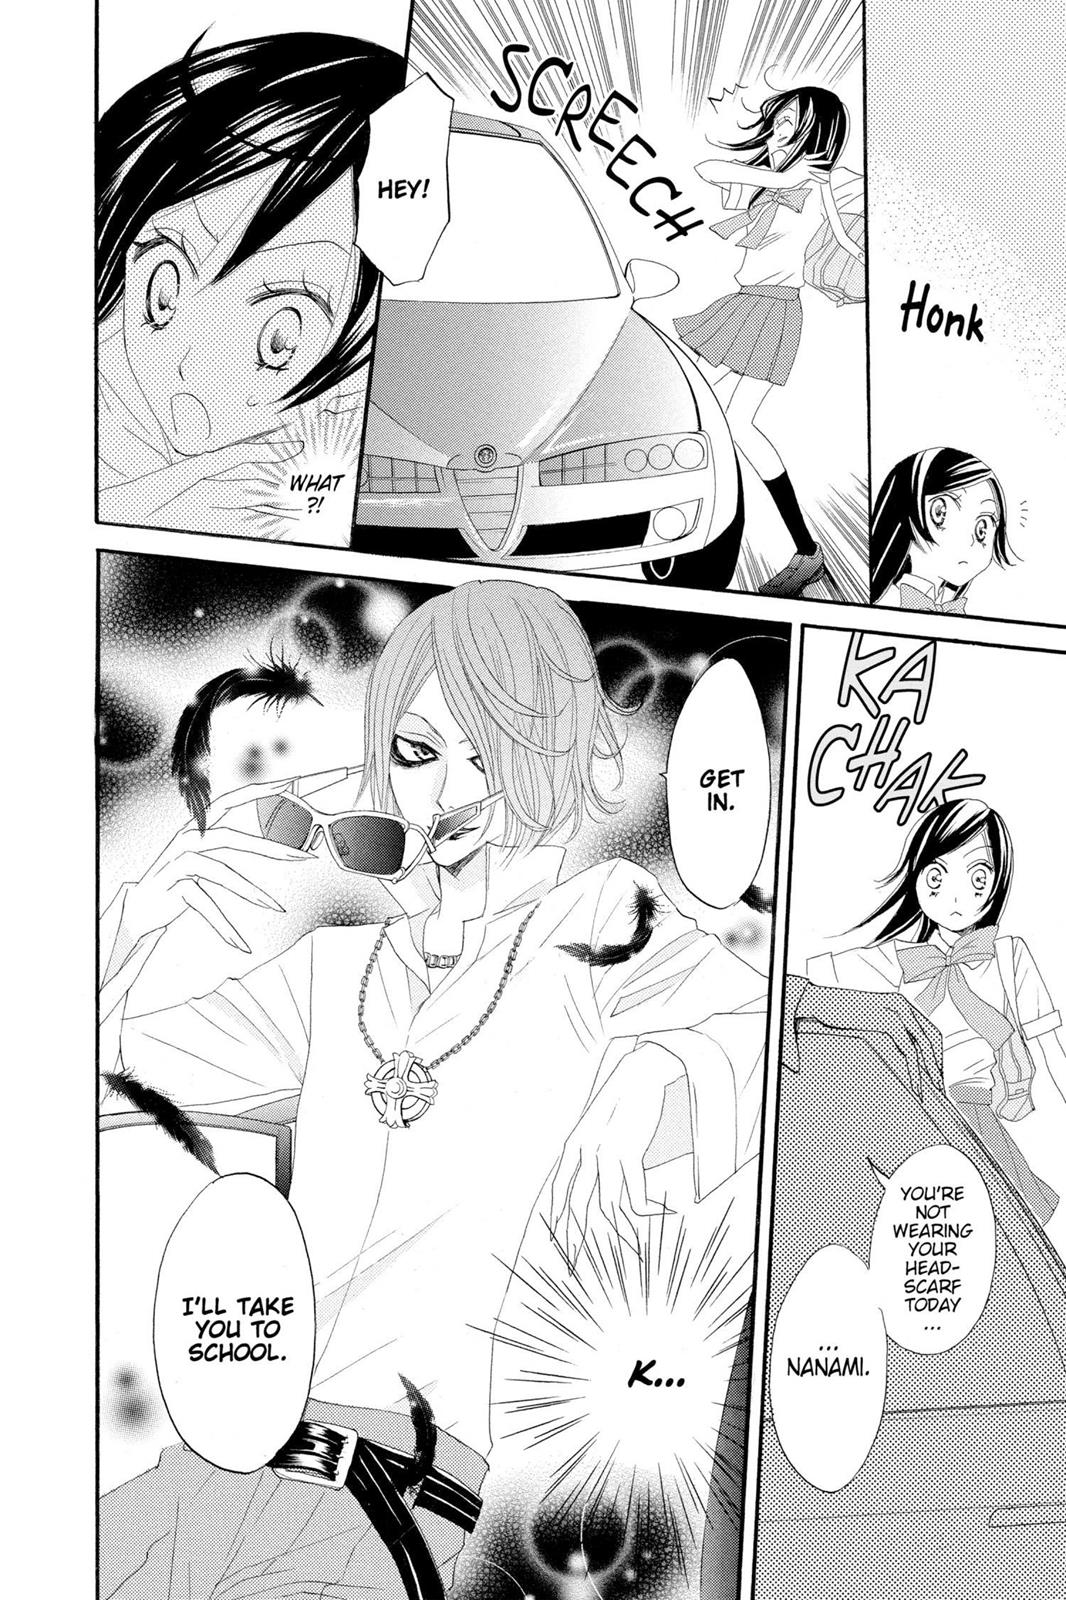 Honk
SCREECH
HEY!
WHAT
?!
KA
CHAK
YOU'RE
NOT
WEARING
YOUR
HEAD-
SCARF
TODAY
...
...
NANAMI.
GET
IN.
K...
I'LL TAKE
YOU TO
SCHOOL.